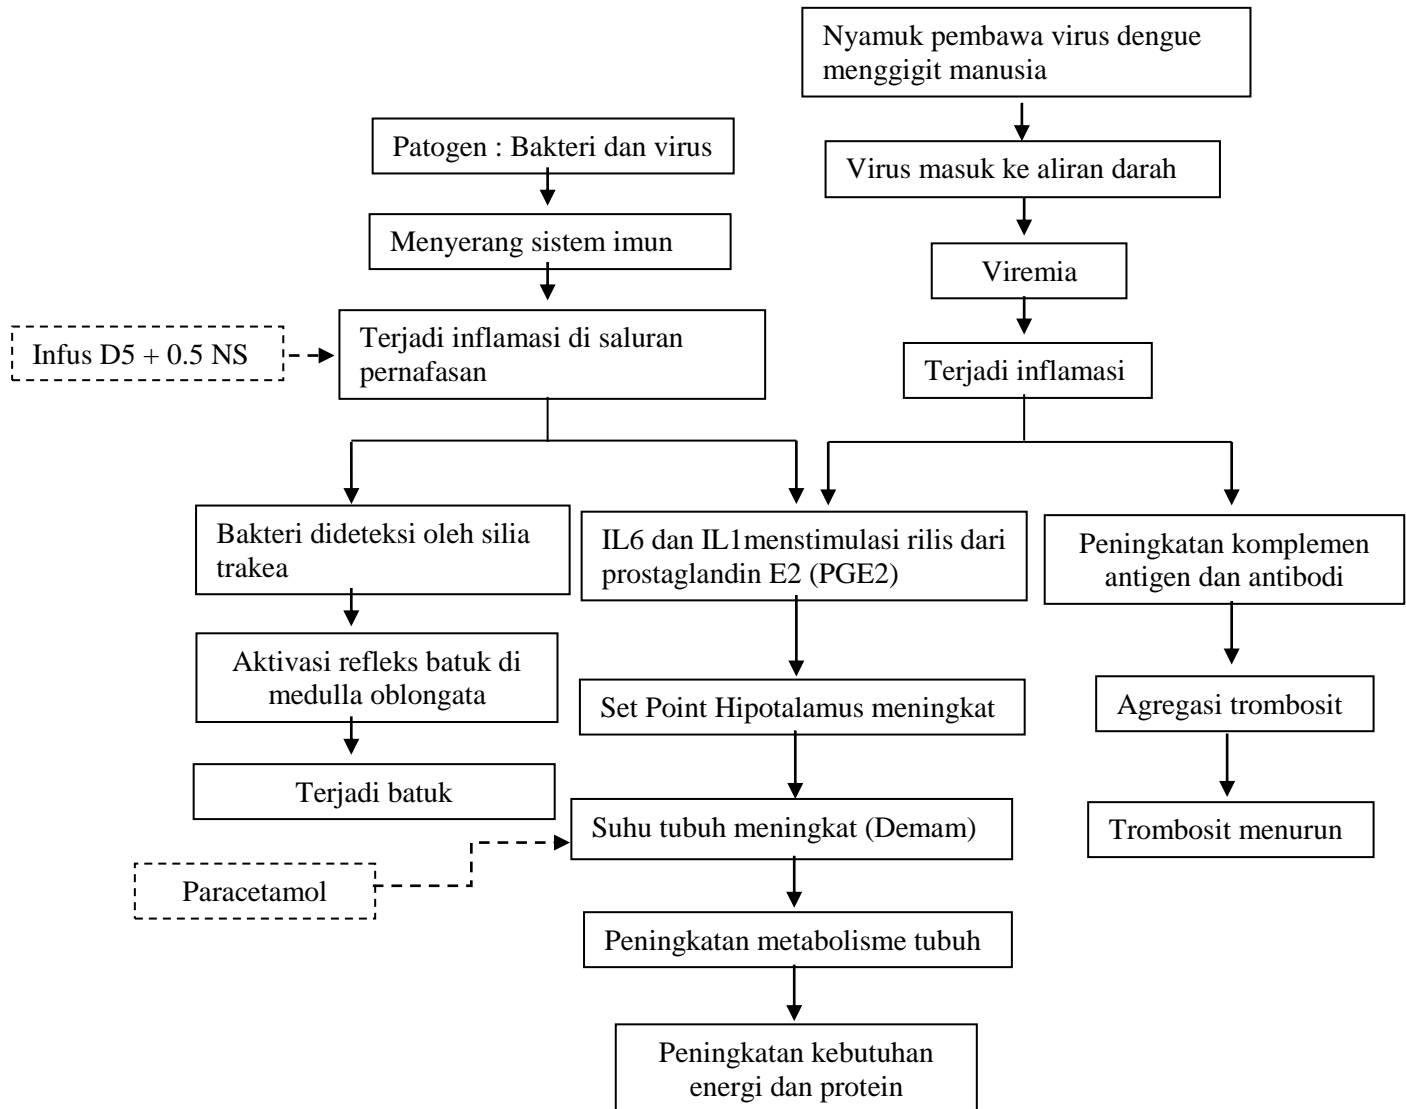 Nyamuk pembawa virus dengue
menggigit manusia
Patogen : Bakteri dan virus
Virus masuk ke aliran darah
Menyerang sistem imun
Viremia
Infus D5 + 0.5 NS
Terjadi inflamasi di saluran
pernafasan
Terjadi inflamasi
Bakteri dideteksi oleh silia
trakea
IL6 dan IL1menstimulasi rilis dari
prostaglandin E2 (PGE2)
Peningkatan komplemen
antigen dan antibodi
Aktivasi refleks batuk di
medulla oblongata
Set Point Hipotalamus meningkat
Agregasi trombosit
Terjadi batuk
Suhu tubuh meningkat (Demam)
Trombosit menurun
Paracetamol
Peningkatan metabolisme tubuh
Peningkatan kebutuhan
energi dan protein